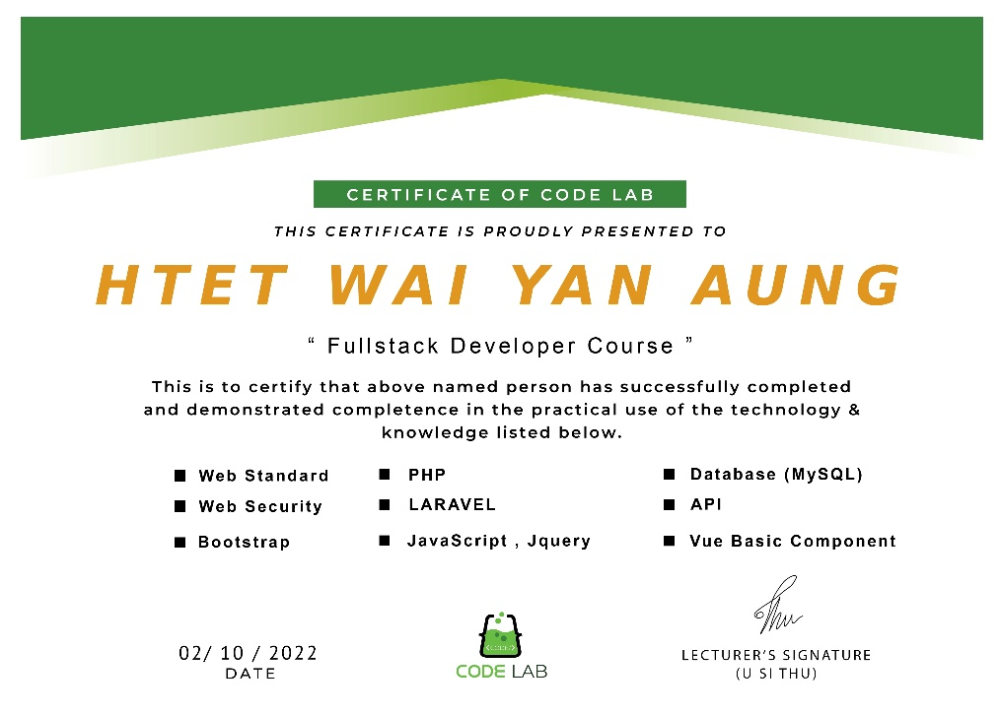 CERTIFICATE OF CODE LAB
THIS CERTIFICATE IS PROUDLY PRESENTED TO
HTET WAI YAN AUNG
“ Fullstack Developer Course ”
This is to certify that above named person has successfully completed
and demonstrated completence in the practical use of the technology &
knowledge listed below.
■ Web Standard ■ PHP ■ Database (MySQL)
■ Web Security ■ LARAVEL ■ API
■ Bootstrap ■ JavaScript , Jquery ■ Vue Basic Component
Thu
<CODE>
CODE LAB
02/ 10 / 2022
DATE
LECTURER’S SIGNATURE
(U SI THU)